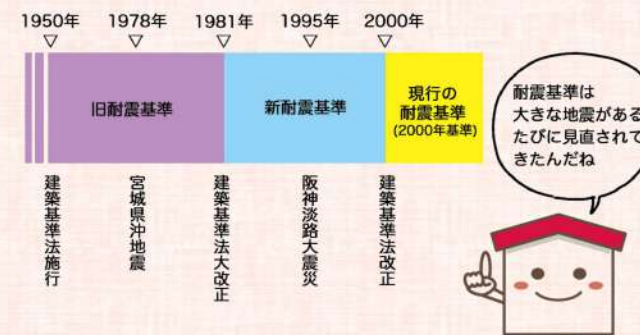 1950年
1978年
1981年
1995年
2000年
旧耐震基準
新耐震基準
現行の
耐震基準
(2000年基準)
建築基準法施行
宮城県沖地震
建築基準法大改正
阪神淡路大震災
建築基準法改正
耐震基準は
大きな地震がある
たびに見直されて
きたんだね